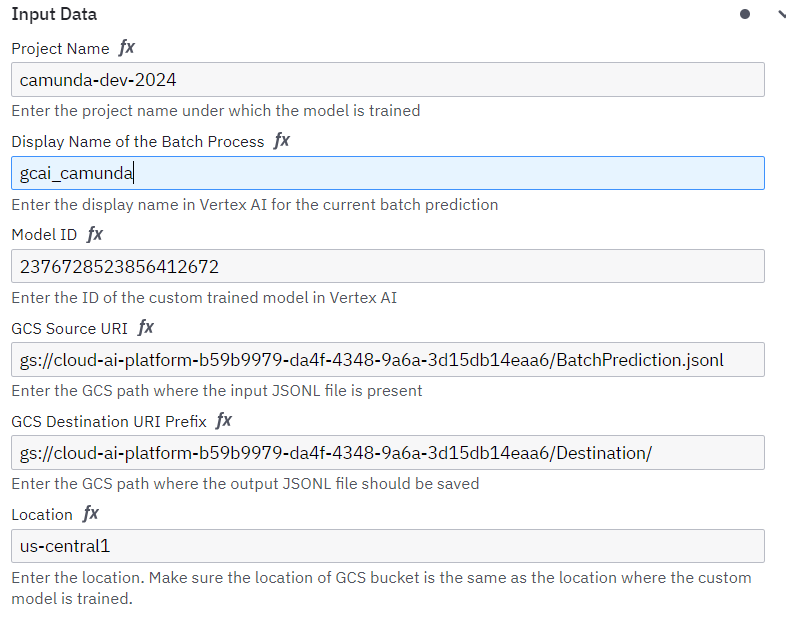 Input Data
Project Name fx
camunda-dev-2024
Enter the project name under which the model is trained
Display Name of the Batch Process fx
gcai_camunda
Enter the display name in Vertex AI for the current batch prediction
Model ID fx
2376728523856412672
Enter the ID of the custom trained model in Vertex AI
GCS Source URI fx
gs://cloud-ai-platform-b59b9979-da4f-4348-9a6a-3d15db14eaa6/BatchPrediction.jsonl
Enter the GCS path where the input JSONL file is present
GCS Destination URI Prefix fx
gs://cloud-ai-platform-b59b9979-da4f-4348-9a6a-3d15db14eaa6/Destination/
Enter the GCS path where the output JSONL file should be saved
Location fx
us-central1
Enter the location. Make sure the location of GCS bucket is the same as the location where the custom
model is trained.